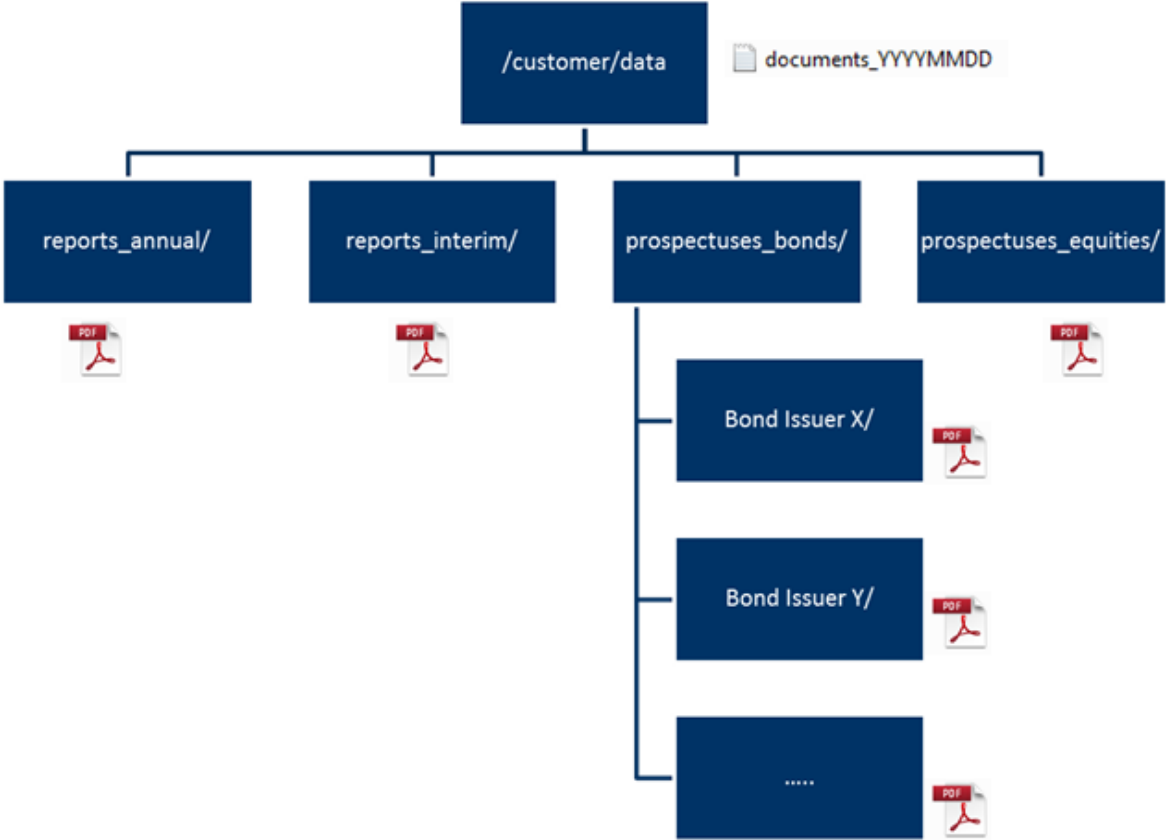 /customer/data
documents_YYYYMMDD
reports_annual/
reports_interim/
prospectuses_bonds/
prospectuses_equities/
PDF
PDF
PDF
Bond Issuer X/
PDF
Bond Issuer Y/
PDF
.....
PDF